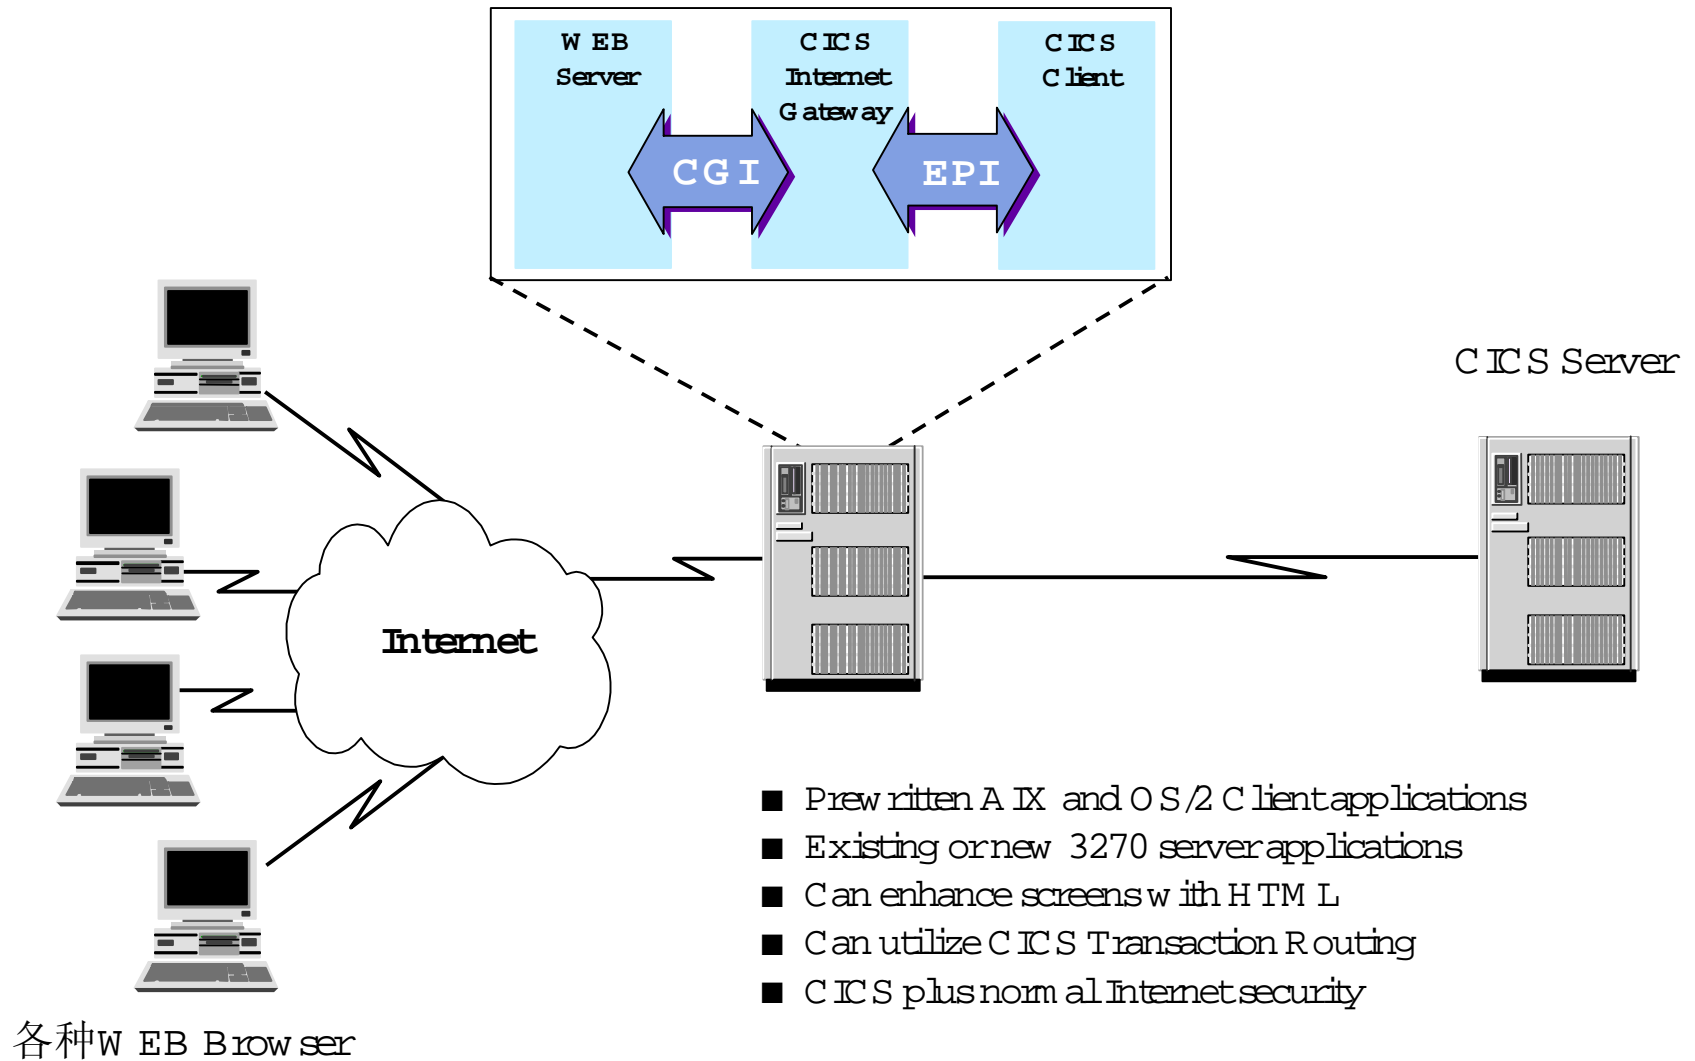 WEB
Server
CICS
Internet
Gateway
CICS
Client
CGI
EPI
CICS Server
Internet
■ Prewritten AIX and OS/2 Client applications
■ Existing or new 3270 server applications
■ Can enhance screens with HTML
■ Can utilize CICS Transaction Routing
■ CICS plus normal Internet security
各种WEB Browser